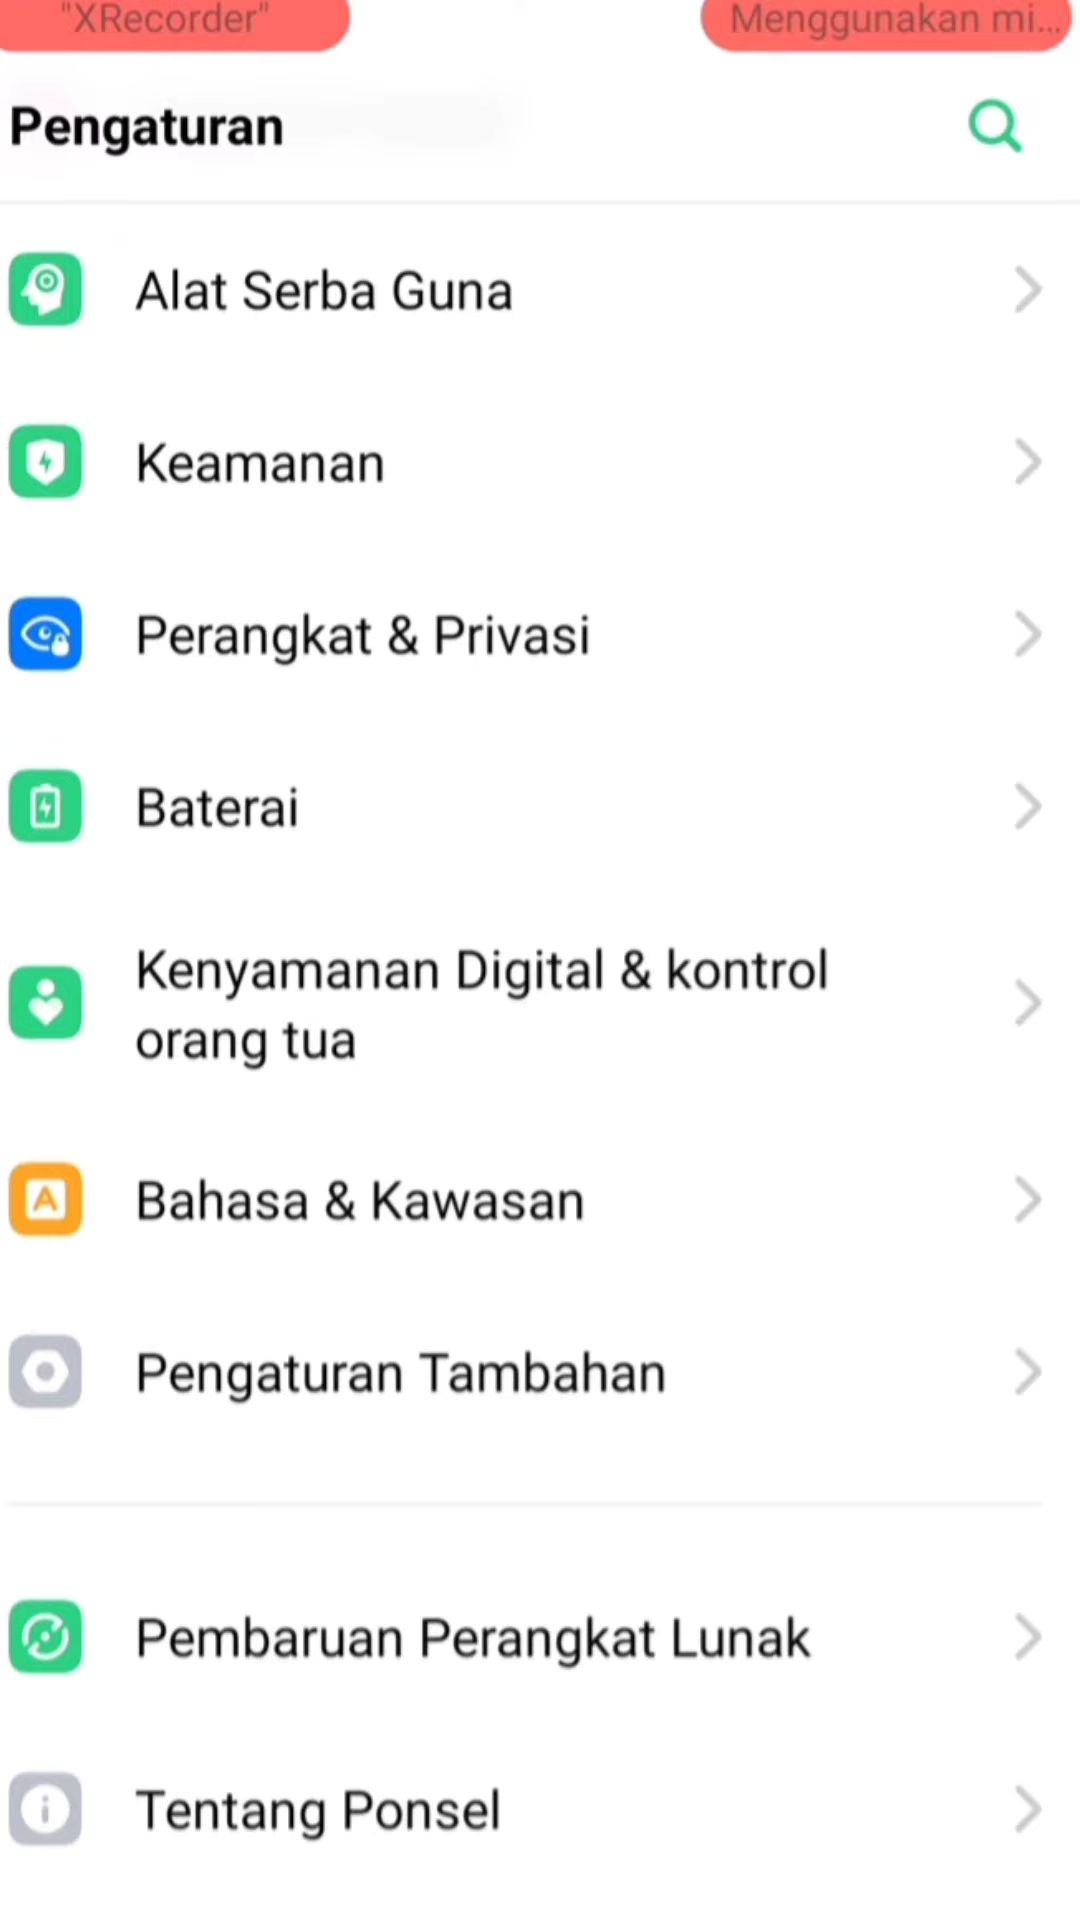 "XRecorder"
Menggunakan mi...
Pengaturan
Alat Serba Guna
Keamanan
Perangkat & Privasi
Baterai
Kenyamanan Digital & kontrol
orang tua
A
Bahasa & Kawasan
Pengaturan Tambahan
Pembaruan Perangkat Lunak
Tentang Ponsel